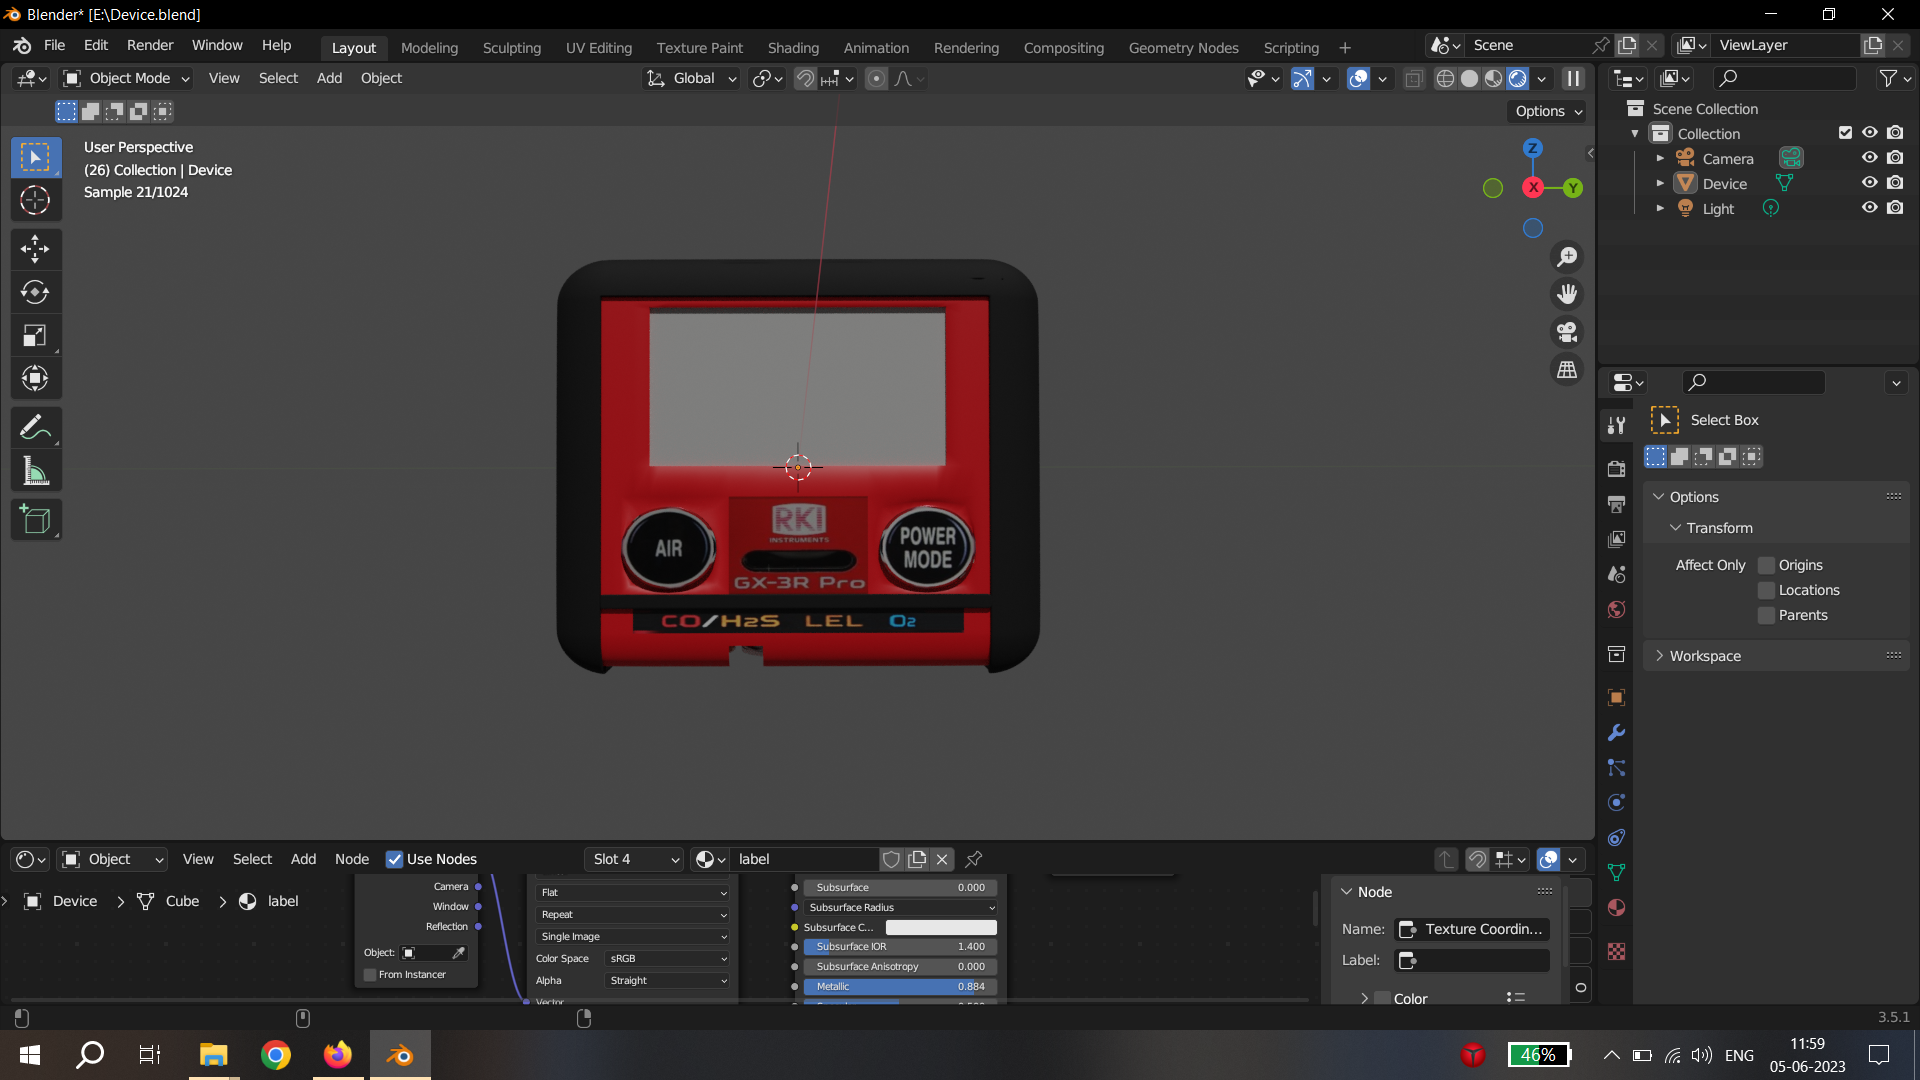 Blender* [E:\Device.blend]
File Edit Render Window Help Layout Modeling Sculpting UV Editing Texture Paint Shading Animation Rendering Compositing Geometry Nodes Scripting + Scene ViewLayer
Object Mode View Select Add Object Global
Options
User Perspective
(26) Collection | Device
Sample 21/1024
Z
X
Y
RKI
INSTRUMENTS
AIR
POWER
MODE
GX-3R Pro
CO/H2S LEL O2
Scene Collection
Collection
Camera
Device
Light
Select Box
Options
Transform
Affect Only Origins
Locations
Parents
Workspace
Object View Select Add Node Use Nodes Slot 4 label
Device > Cube > label
Camera
Window
Reflection
Object:
From Instancer
Flat
Repeat
Single Image
Color Space sRGB
Alpha Straight
Vector
Subsurface 0.000
Subsurface Radius
Subsurface C...
Subsurface IOR 1.400
Subsurface Anisotropy 0.000
Metallic 0.884
Node
Name: Texture Coordin...
Label:
Color
3.5.1
46%
ENG
11:59
05-06-2023